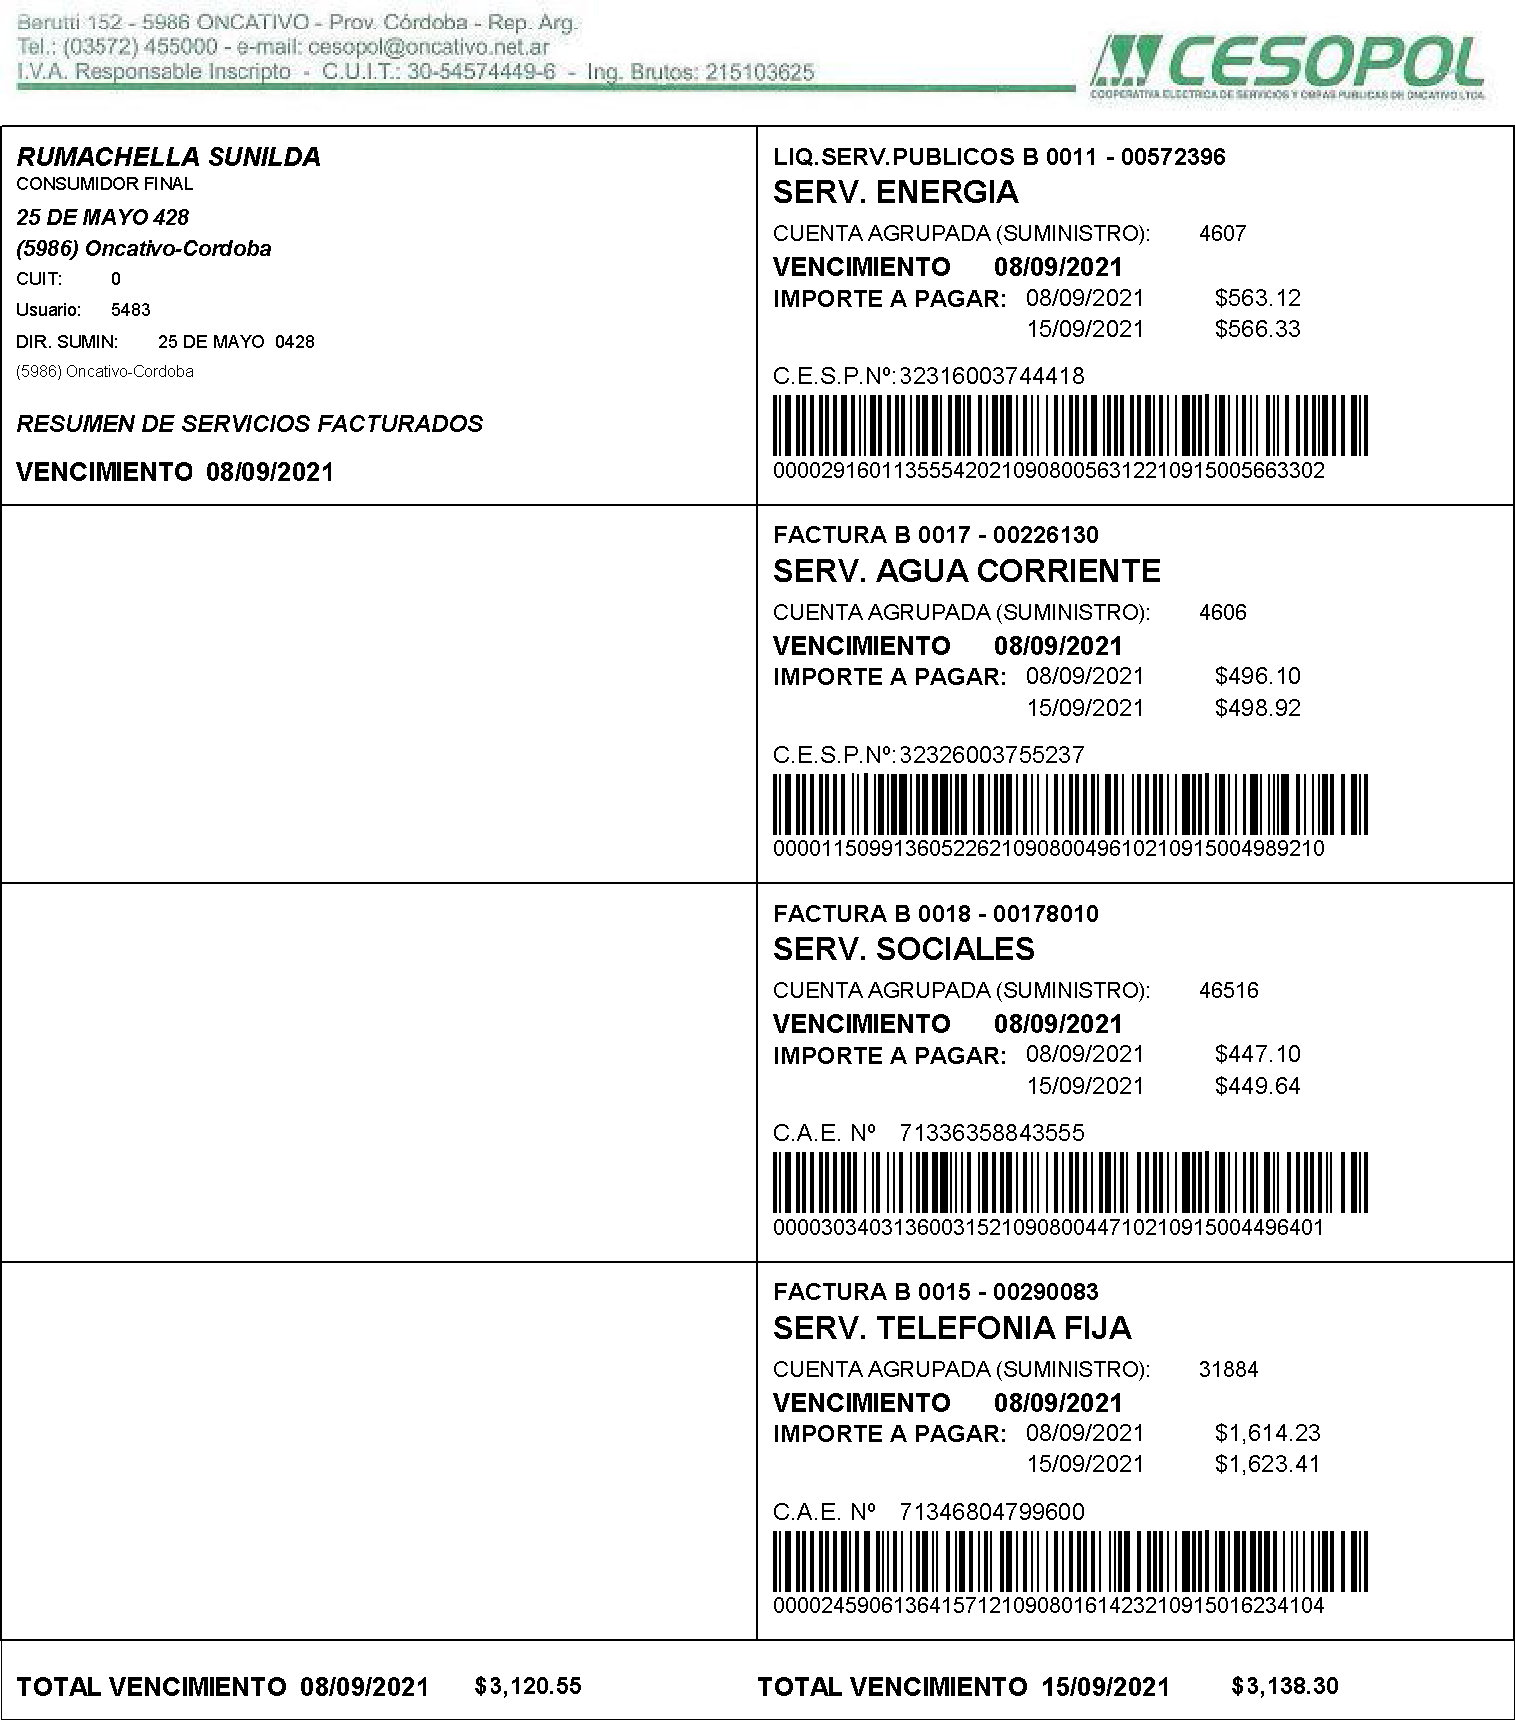 Berutti 152 - 5986 ONCATIVO - Prov. Córdoba - Rep. Arg.
Tel.: (03572) 455000 - e-mail: cesopol@oncativo.net.ar
I.V.A. Responsable Inscripto - C.U.I.T.: 30-54574449-6 - Ing. Brutos: 215103625
CESOPOL
COOPERATIVA ELECTRICA DE SERVICIOS Y OBRAS PUBLICAS DE ONCATIVO LTDA.
RUMACHELLA SUNILDA
CONSUMIDOR FINAL
25 DE MAYO 428
(5986) Oncativo-Cordoba
CUIT: 0
Usuario: 5483
DIR. SUMIN: 25 DE MAYO 0428
(5986) Oncativo-Cordoba
RESUMEN DE SERVICIOS FACTURADOS
VENCIMIENTO 08/09/2021
LIQ.SERV.PUBLICOS B 0011 - 00572396
SERV. ENERGIA
CUENTA AGRUPADA (SUMINISTRO): 4607
VENCIMIENTO 08/09/2021
IMPORTE A PAGAR: 08/09/2021 $563.12
15/09/2021 $566.33
C.E.S.P.Nº: 32316003744418
0000291601135554202109080056312210915005663302
FACTURA B 0017 - 00226130
SERV. AGUA CORRIENTE
CUENTA AGRUPADA (SUMINISTRO): 4606
VENCIMIENTO 08/09/2021
IMPORTE A PAGAR: 08/09/2021 $496.10
15/09/2021 $498.92
C.E.S.P.Nº: 32326003755237
0000115099136052262109080049610210915004989210
FACTURA B 0018 - 00178010
SERV. SOCIALES
CUENTA AGRUPADA (SUMINISTRO): 46516
VENCIMIENTO 08/09/2021
IMPORTE A PAGAR: 08/09/2021 $447.10
15/09/2021 $449.64
C.A.E. Nº 71336358843555
0000303403136003152109080044710210915004496401
FACTURA B 0015 - 00290083
SERV. TELEFONIA FIJA
CUENTA AGRUPADA (SUMINISTRO): 31884
VENCIMIENTO 08/09/2021
IMPORTE A PAGAR: 08/09/2021 $1,614.23
15/09/2021 $1,623.41
C.A.E. Nº 71346804799600
0000245906136415712109080161423210915016234104
TOTAL VENCIMIENTO 08/09/2021 $3,120.55
TOTAL VENCIMIENTO 15/09/2021 $3,138.30